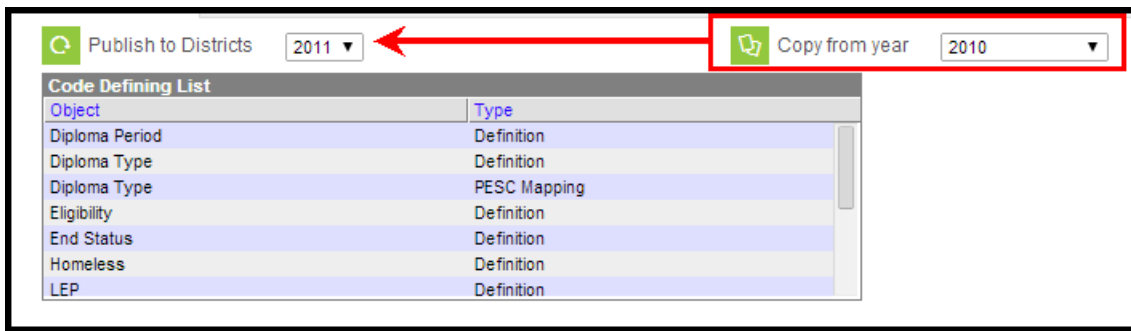 Publish to Districts 2011 Copy from year 2010
Code Defining List
Object Type
Diploma Period Definition
Diploma Type Definition
Diploma Type PESC Mapping
Eligibility Definition
End Status Definition
Homeless Definition
LEP Definition